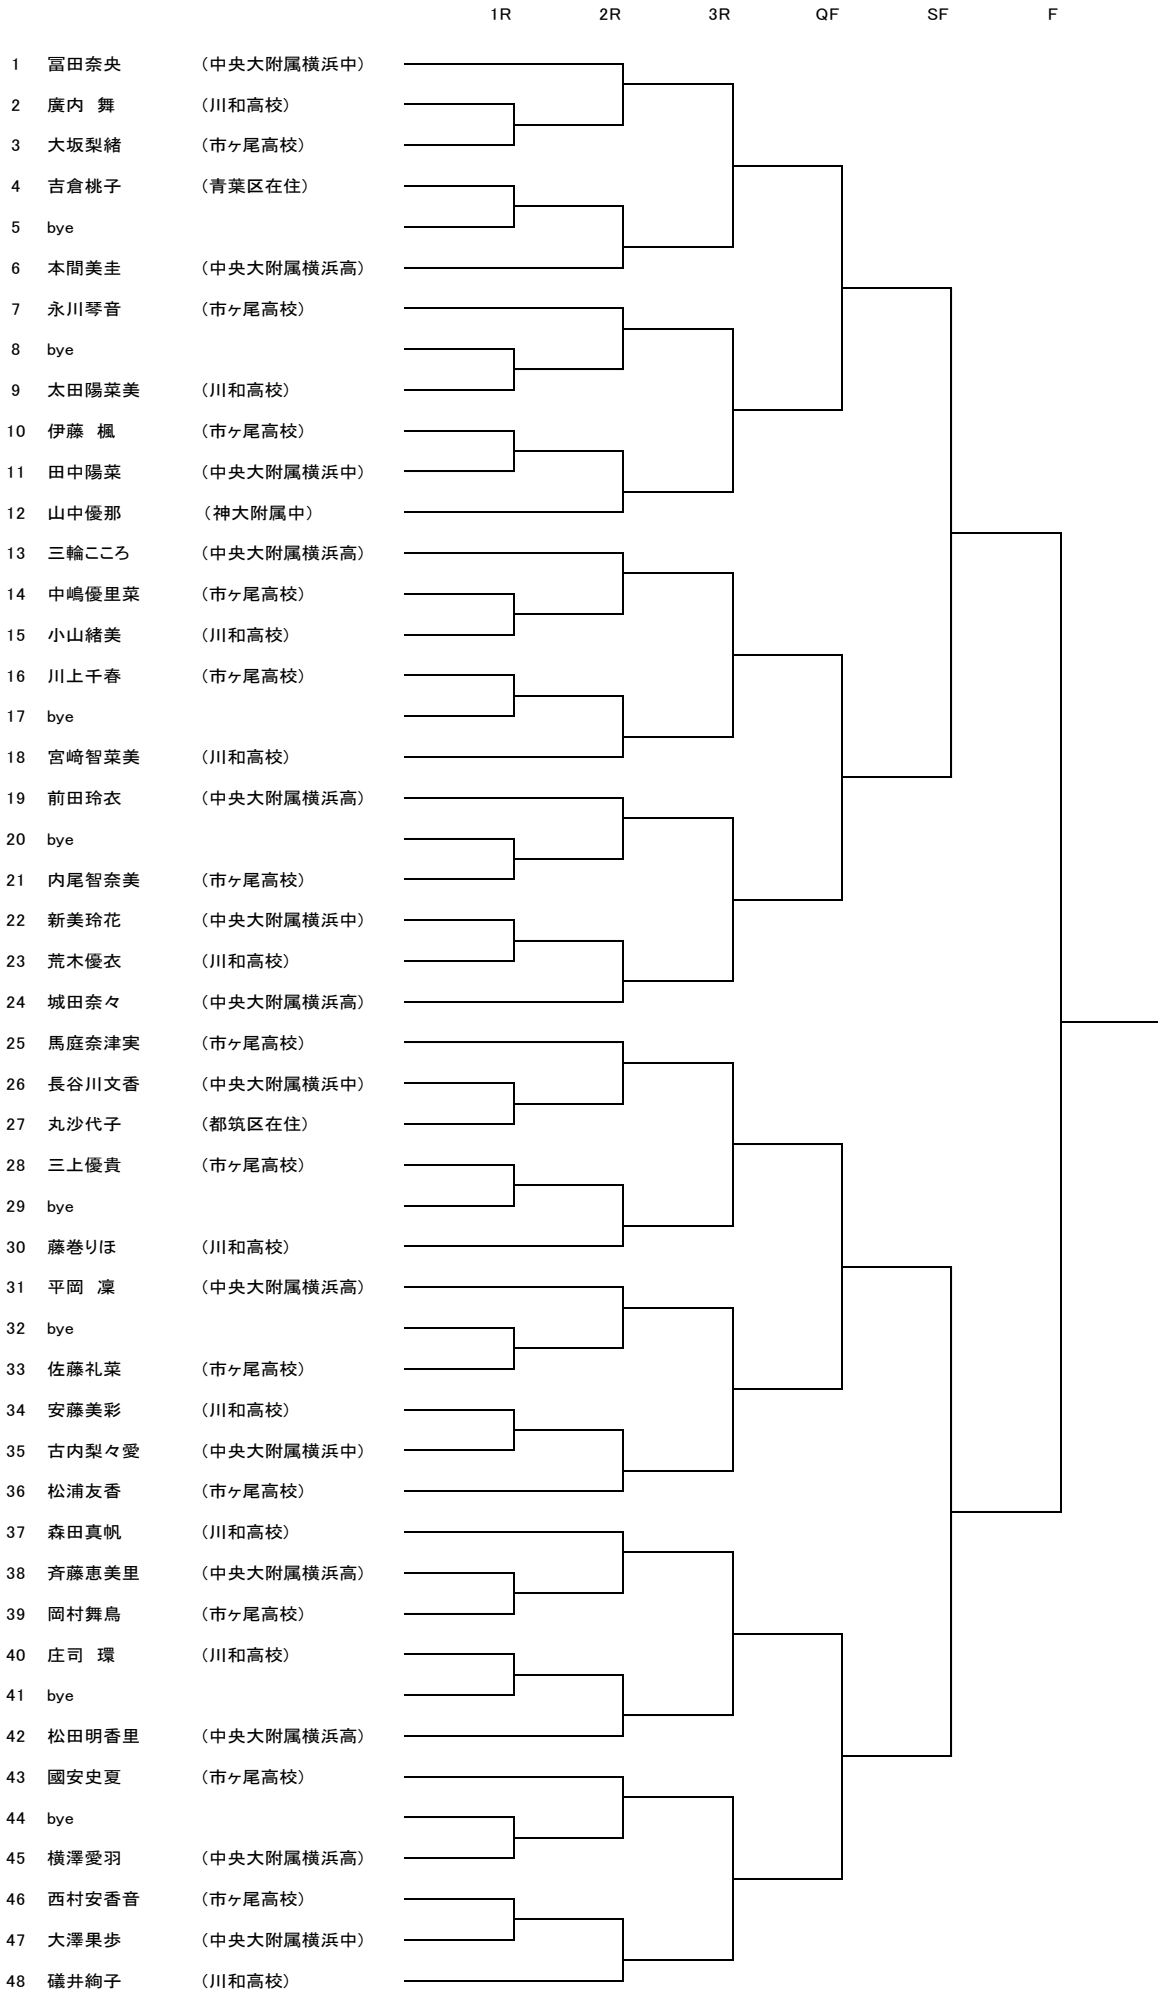 1R 2R 3R QF SF F
1 冨田奈央 （中央大附属横浜中）
2 廣内　舞 （川和高校）
3 大坂梨緒 （市ヶ尾高校）
4 吉倉桃子 （青葉区在住）
5 bye
6 本間美圭 （中央大附属横浜高）
7 永川琴音 （市ヶ尾高校）
8 bye
9 太田陽菜美 （川和高校）
10 伊藤　楓 （市ヶ尾高校）
11 田中陽菜 （中央大附属横浜中）
12 山中優那 （神大附属中）
13 三輪こころ （中央大附属横浜高）
14 中嶋優里菜 （市ヶ尾高校）
15 小山緒美 （川和高校）
16 川上千春 （市ヶ尾高校）
17 bye
18 宮﨑智菜美 （川和高校）
19 前田玲衣 （中央大附属横浜高）
20 bye
21 内尾智奈美 （市ヶ尾高校）
22 新美玲花 （中央大附属横浜中）
23 荒木優衣 （川和高校）
24 城田奈々 （中央大附属横浜高）
25 馬庭奈津実 （市ヶ尾高校）
26 長谷川文香 （中央大附属横浜中）
27 丸沙代子 （都筑区在住）
28 三上優貴 （市ヶ尾高校）
29 bye
30 藤巻りほ （川和高校）
31 平岡　凜 （中央大附属横浜高）
32 bye
33 佐藤礼菜 （市ヶ尾高校）
34 安藤美彩 （川和高校）
35 古内梨々愛 （中央大附属横浜中）
36 松浦友香 （市ヶ尾高校）
37 森田真帆 （川和高校）
38 斉藤恵美里 （中央大附属横浜高）
39 岡村舞鳥 （市ヶ尾高校）
40 庄司　環 （川和高校）
41 bye
42 松田明香里 （中央大附属横浜高）
43 國安史夏 （市ヶ尾高校）
44 bye
45 横澤愛羽 （中央大附属横浜高）
46 西村安香音 （市ヶ尾高校）
47 大澤果歩 （中央大附属横浜中）
48 礒井絢子 （川和高校）